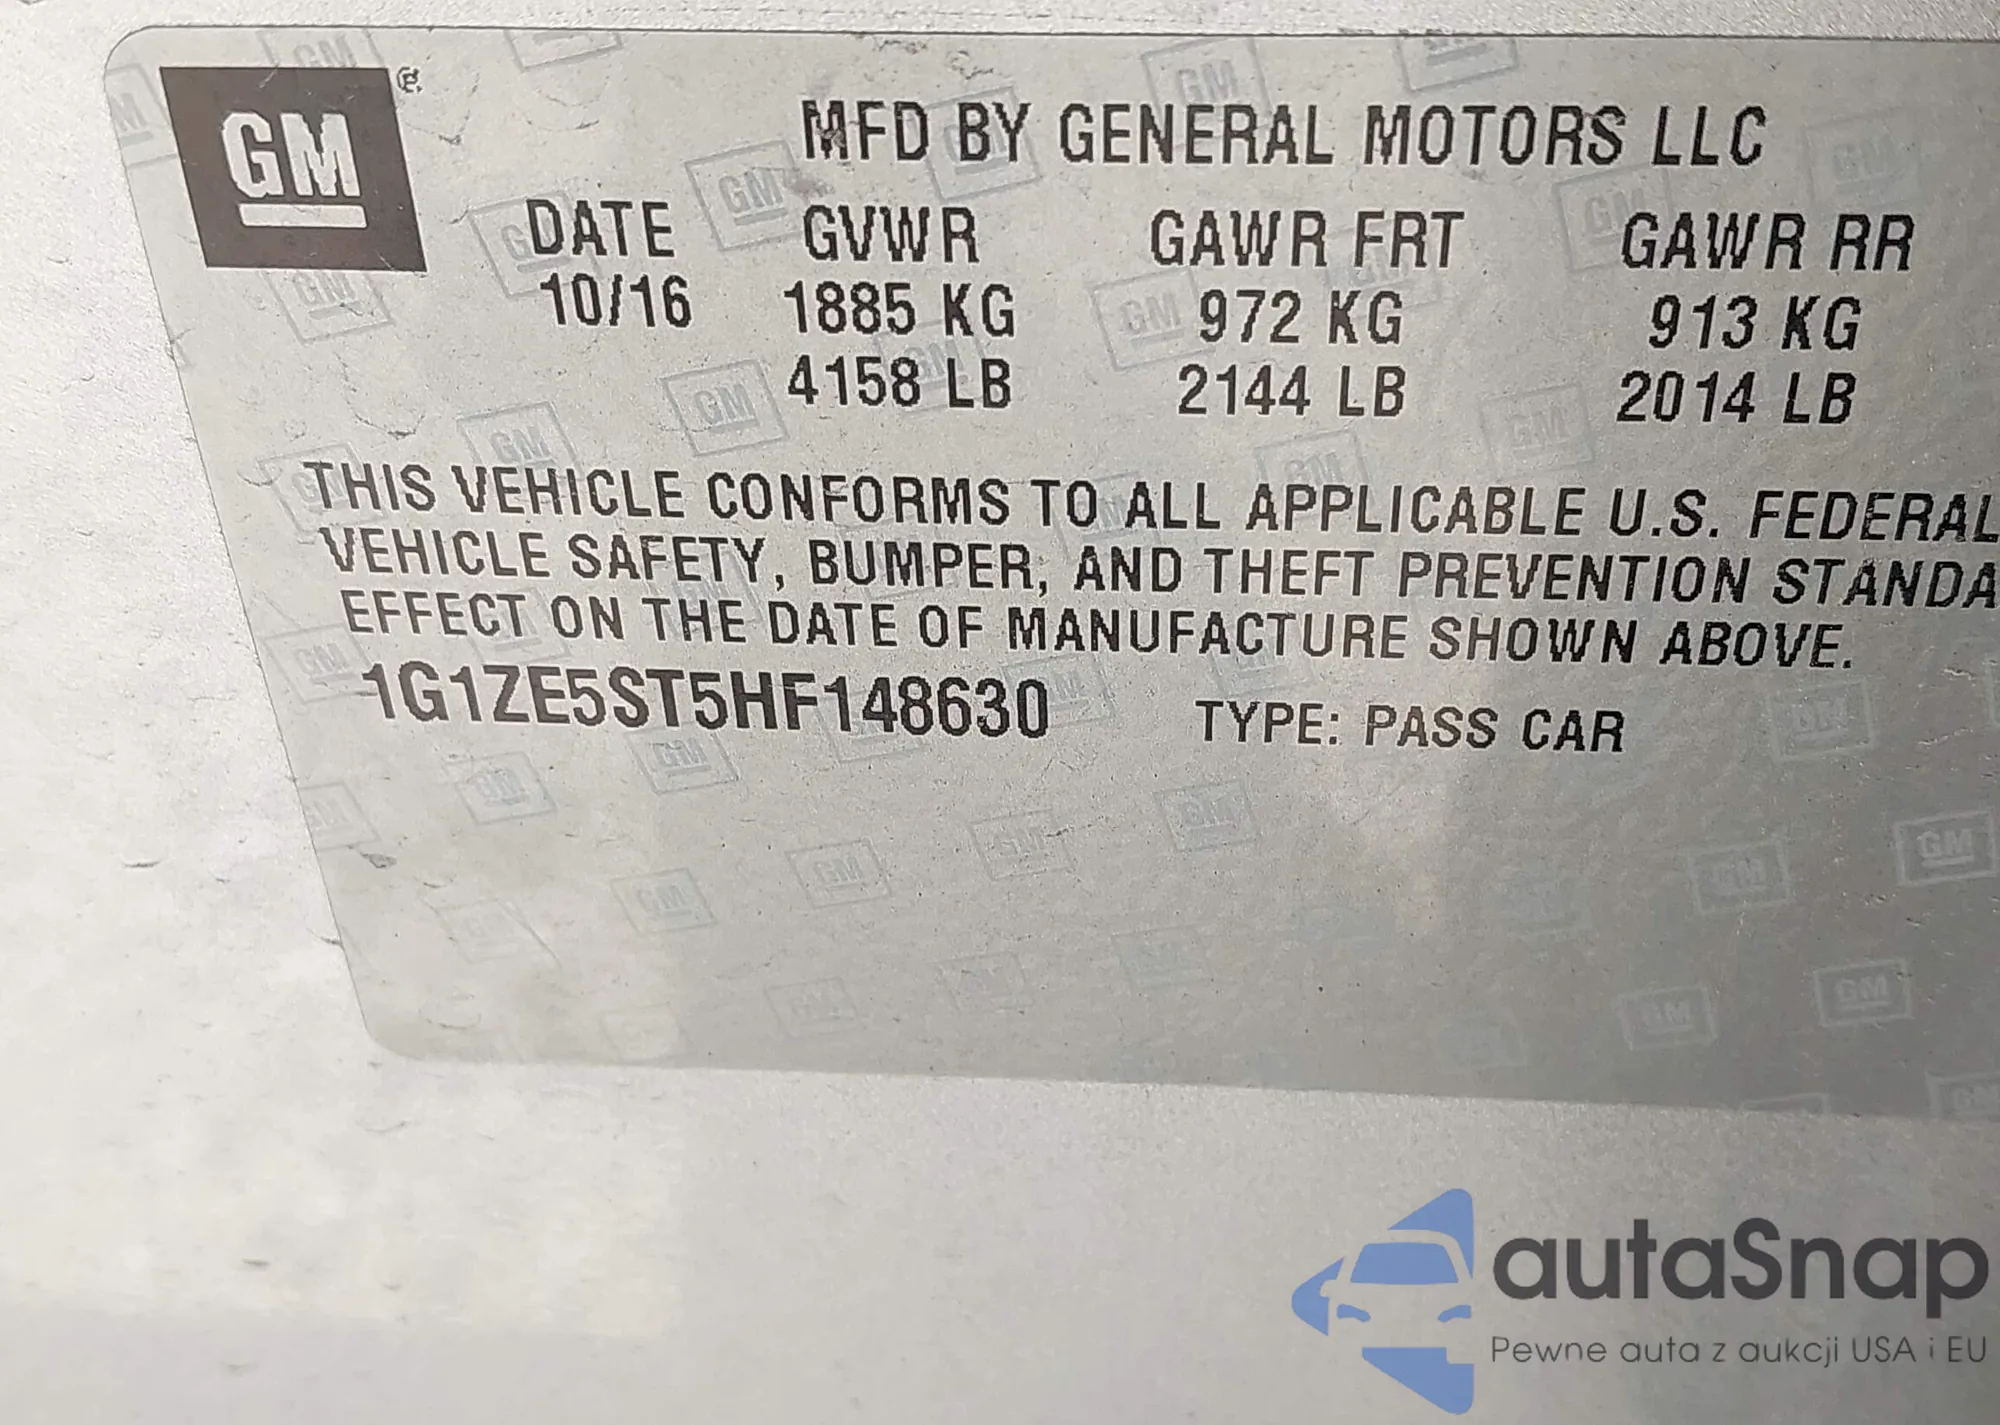 GM
MFD BY GENERAL MOTORS LLC
DATE GVWR GAWR FRT GAWR RR
10/16 1885 KG 972 KG 913 KG
4158 LB 2144 LB 2014 LB
THIS VEHICLE CONFORMS TO ALL APPLICABLE U.S. FEDERAL
VEHICLE SAFETY, BUMPER, AND THEFT PREVENTION STANDA
EFFECT ON THE DATE OF MANUFACTURE SHOWN ABOVE.
1G1ZE5ST5HF148630 TYPE: PASS CAR
autaSnap
Pewne auta z aukcji USA i EU